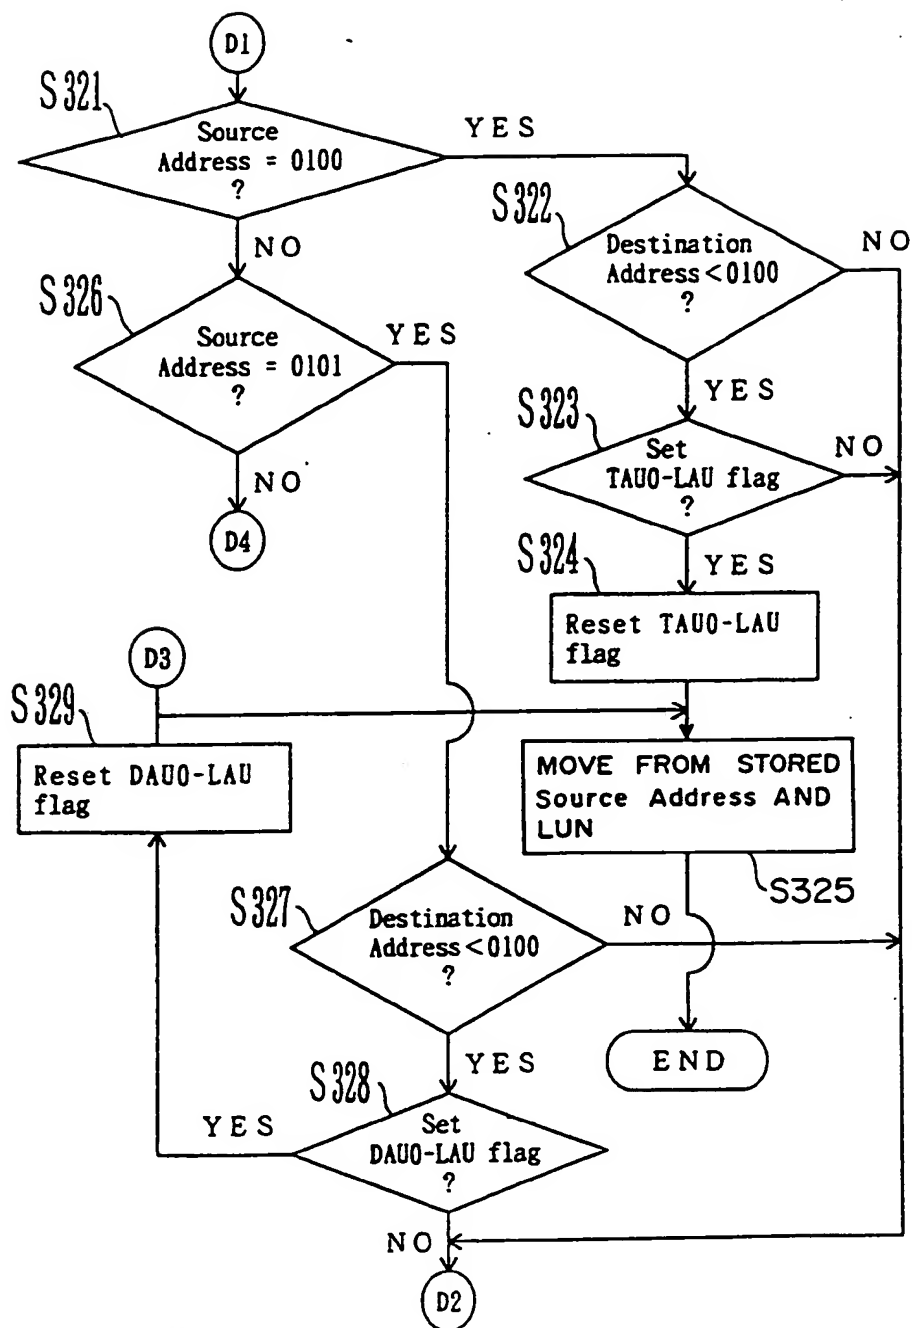 D1
S321
Source
Address = 0100
?
YES
NO
S322
Destination
Address<0100
?
NO
YES
S326
Source
Address = 0101
?
YES
NO
D4
S323
Set
TAU0-LAU flag
?
NO
YES
S324
Reset TAU0-LAU
flag
D3
S329
Reset DAU0-LAU
flag
MOVE FROM STORED
Source Address AND
LUN
S325
S327
Destination
Address<0100
?
NO
YES
END
S328
Set
DAU0-LAU flag
?
YES
NO
D2